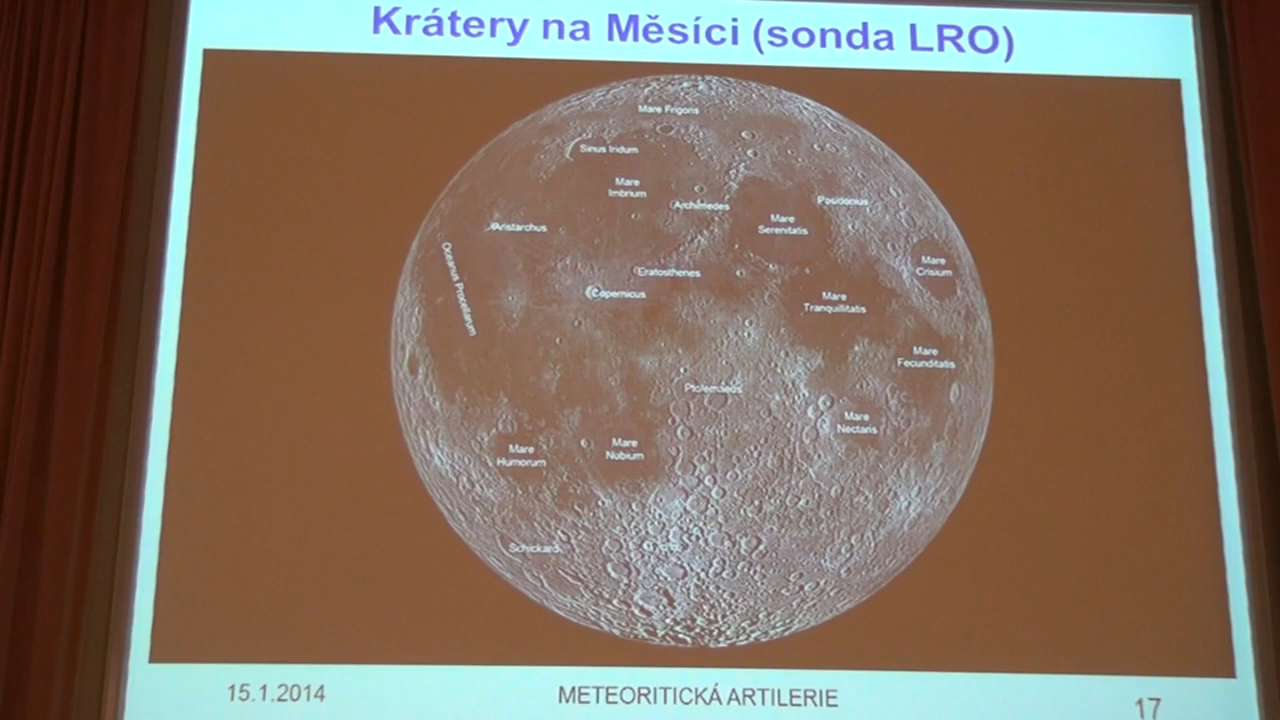 Krátery na Měsíci (sonda LRO)
Mare Frigoris
Sinus Iridum
Mare
Imbrium
Archimedes
Posidonius
Mare
Serenitatis
Aristarchus
Oceanus Procellarum
Mare
Crisium
Eratosthenes
Copernicus
Mare
Tranquillitatis
Mare
Fecunditatis
Ptolemaeus
Mare
Nectaris
Mare
Humorum
Mare
Nubium
Schickard
15.1.2014
METEORITICKÁ ARTILERIE
17